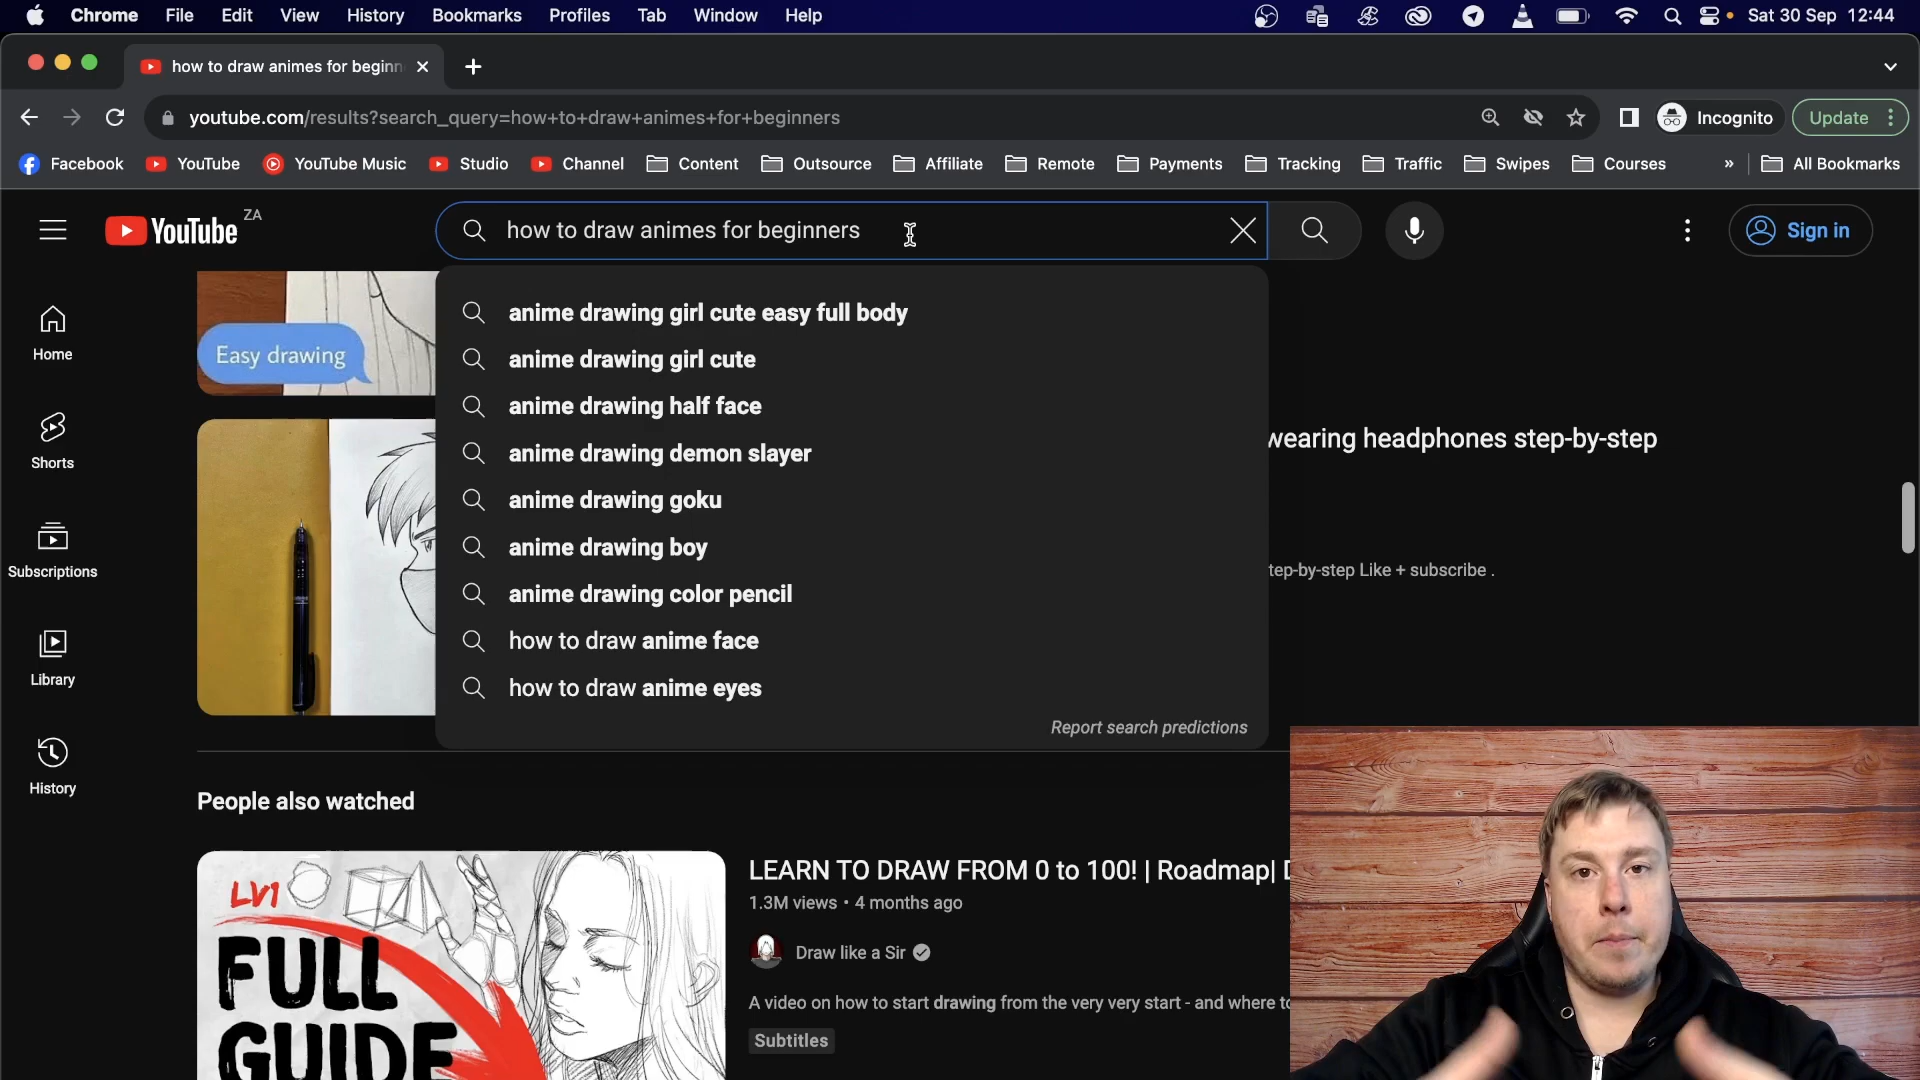 Chrome File Edit View History Bookmarks Profiles Tab Window Help Sat 30 Sep 12:44
how to draw animes for beginn
youtube.com/results?search_query=how+to+draw+animes+for+beginners Incognito Update
Facebook YouTube YouTube Music Studio Channel Content Outsource Affiliate Remote Payments Tracking Traffic Swipes Courses » All Bookmarks
YouTube ZA
how to draw animes for beginners
Sign in
Home
Shorts
Subscriptions
Library
History
Easy drawing
anime drawing girl cute easy full body
anime drawing girl cute
anime drawing half face
anime drawing demon slayer
anime drawing goku
anime drawing boy
anime drawing color pencil
how to draw anime face
how to draw anime eyes
Report search predictions
wearing headphones step-by-step
tep-by-step Like + subscribe .
People also watched
LV1
FULL
GUIDE
LEARN TO DRAW FROM 0 to 100! | Roadmap|
1.3M views • 4 months ago
Draw like a Sir
A video on how to start drawing from the very very start - and where to
Subtitles